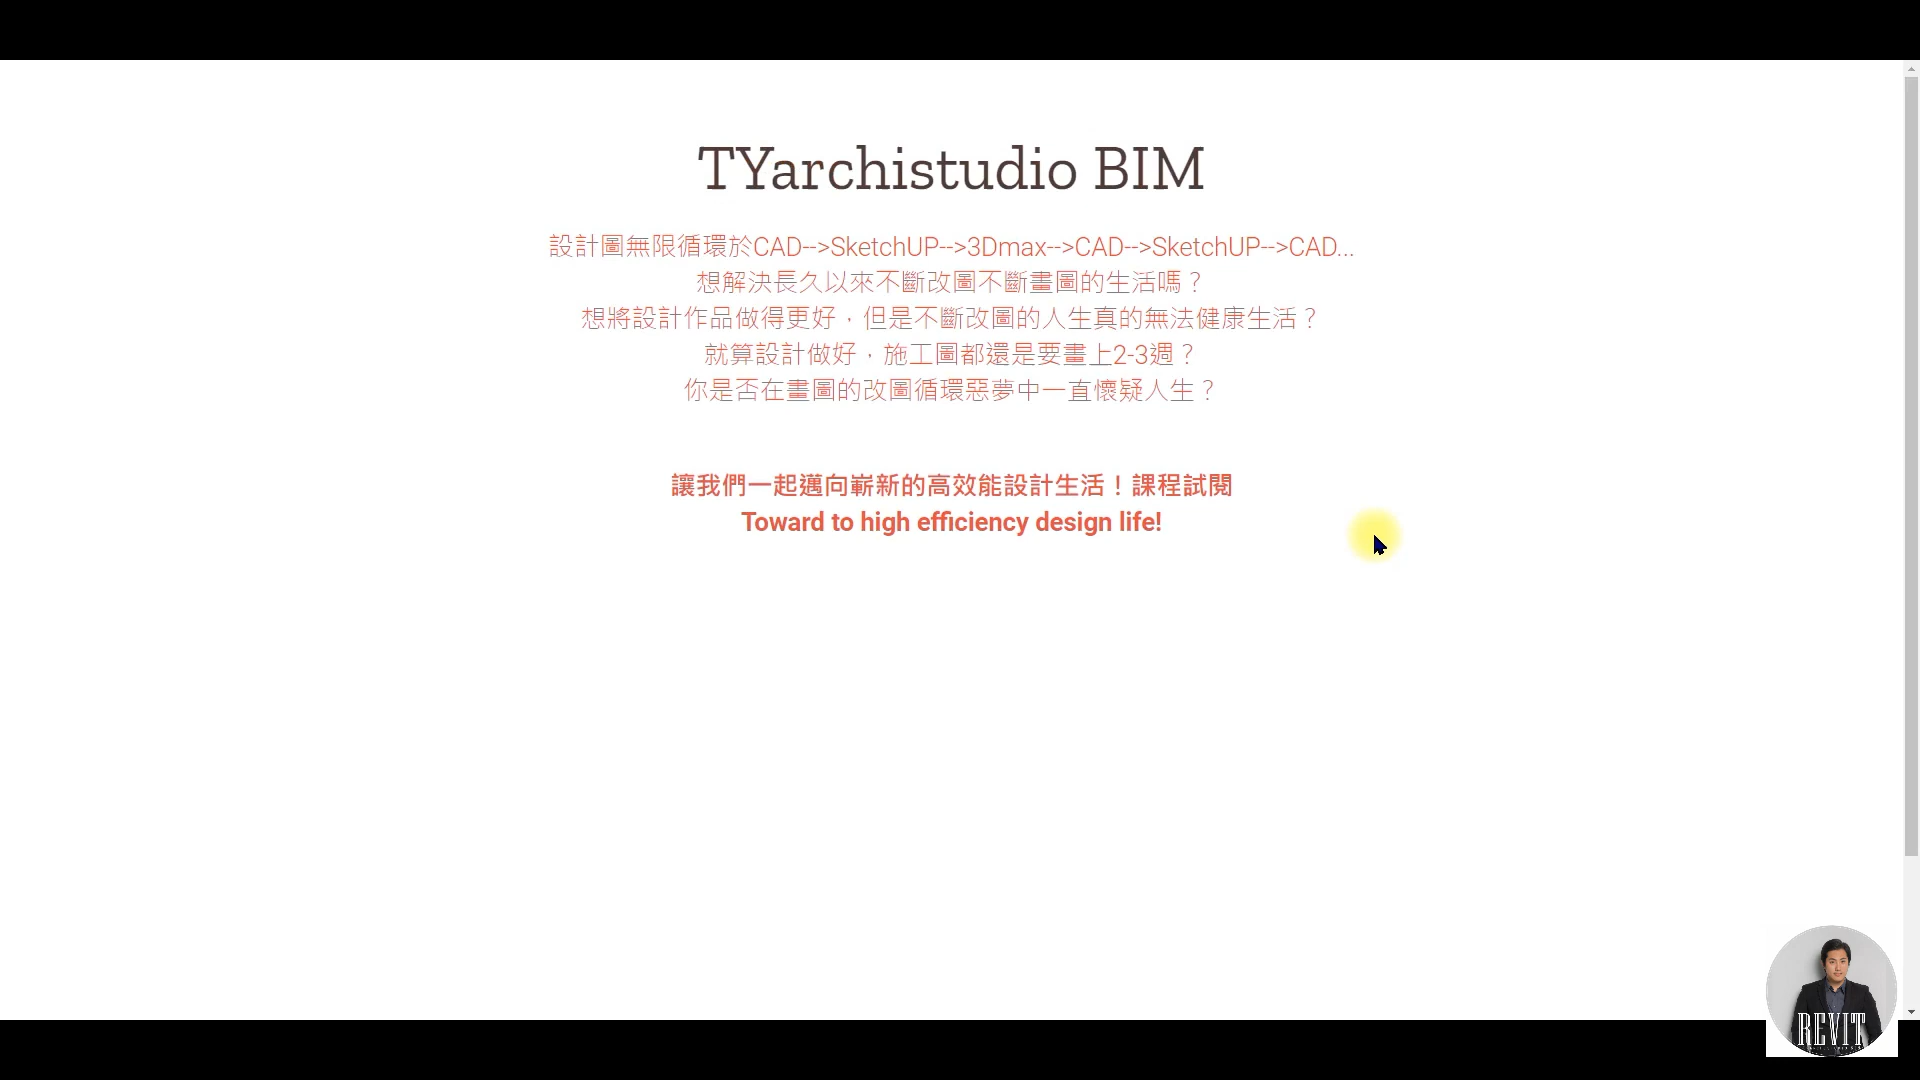 TYarchistudio BIM
設計圖無限循環於CAD-->SketchUP-->3Dmax-->CAD-->SketchUP-->CAD...
想解決長久以來不斷改圖不斷畫圖的生活嗎？
想將設計作品做得更好，但是不斷改圖的人生真的無法健康生活？
就算設計做好，施工圖都還是要畫上2-3週？
你是否在畫圖的改圖循環惡夢中一直懷疑人生？
讓我們一起邁向嶄新的高效能設計生活！課程試閱
Toward to high efficiency design life!
REVIT